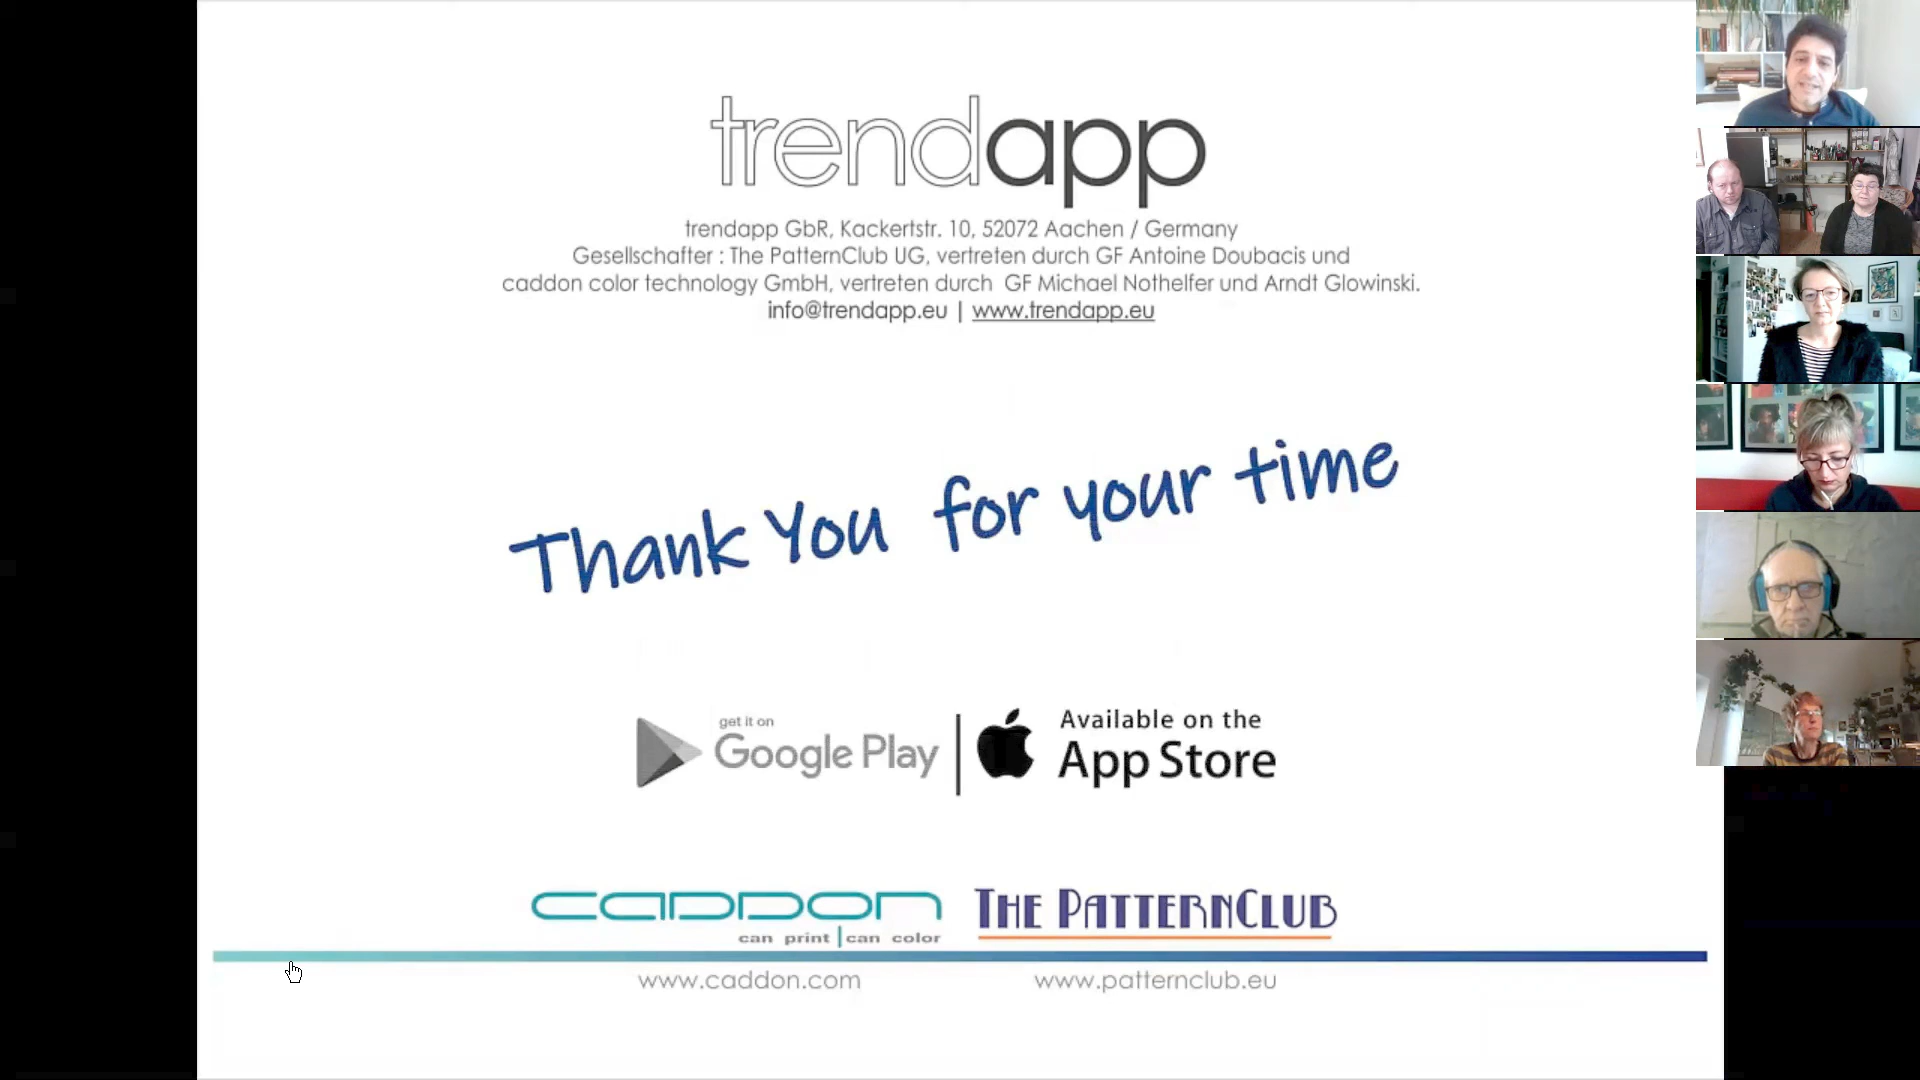 trendapp
trendapp GbR, Kackertstr. 10, 52072 Aachen / Germany
Gesellschafter : The PatternClub UG, vertreten durch GF Antoine Doubacis und
caddon color technology GmbH, vertreten durch GF Michael Nothelfer und Arndt Glowinski.
info@trendapp.eu | www.trendapp.eu
Thank You for your time
get it on
Google Play
Available on the
App Store
caddon
can print | can color
THE PATTERNCLUB
www.caddon.com
www.patternclub.eu